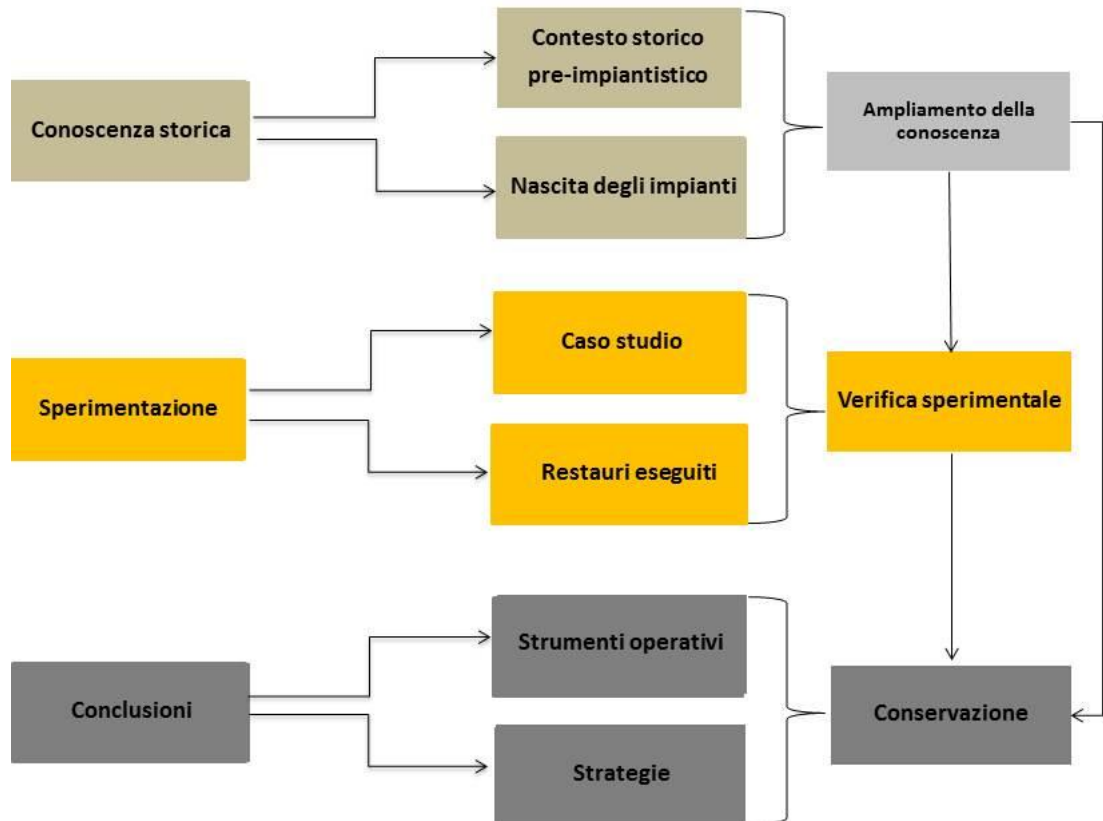 Contesto storico
pre-impiantistico
Conoscenza storica
Nascita degli impianti
Ampliamento della
conoscenza
Caso studio
Sperimentazione
Restauri eseguiti
Verifica sperimentale
Strumenti operativi
Conclusioni
Strategie
Conservazione